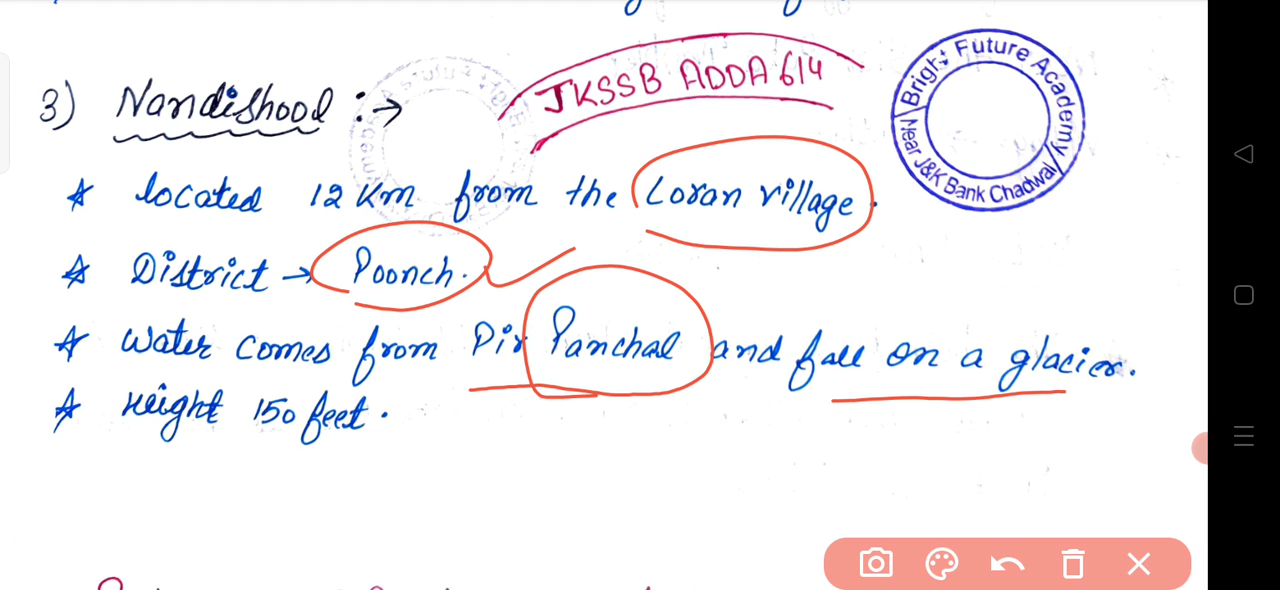 JKSSB ADDA 614
Bright Future Academy
Near J&K Bank Chadwal
3) Nandishool :→
* located 12 Km from the Loran village.
* District → Poonch.
* Water comes from Pir Panchal and fall on a glacier.
* Height 150 feet.